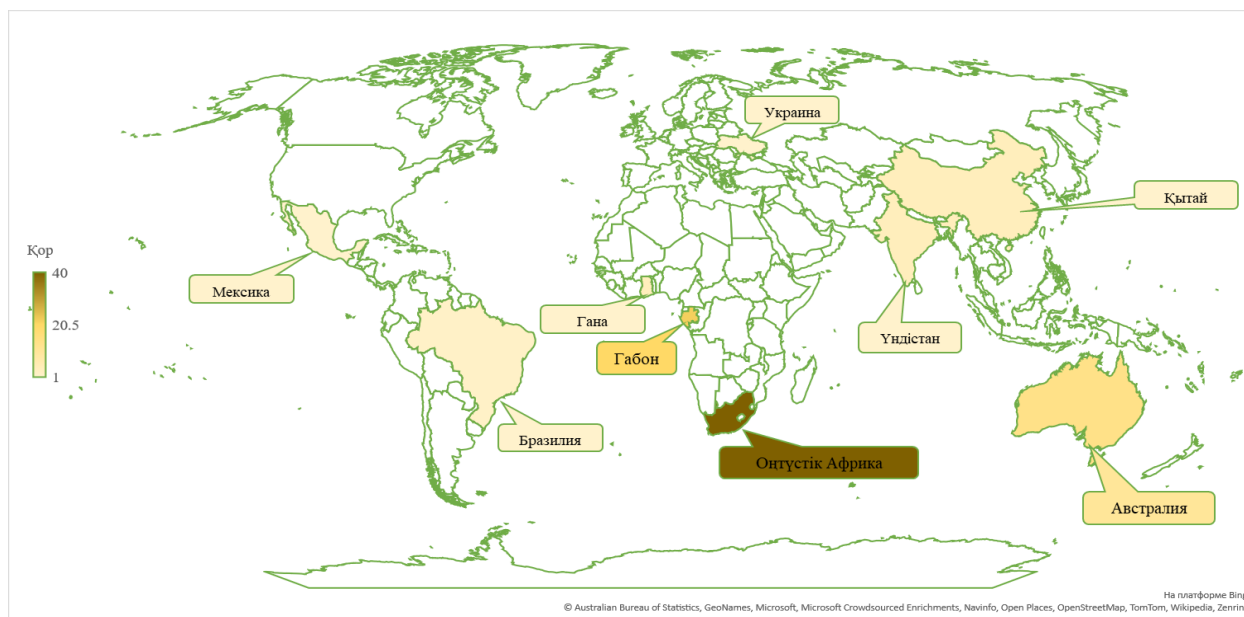 Украина
Қытай
Қор
40
20.5
1
Мексика
Гана
Үндістан
Габон
Бразилия
Оңтүстік Африка
Австралия
На платформе Bing
© Australian Bureau of Statistics, GeoNames, Microsoft, Microsoft Crowdsourced Enrichments, Navinfo, Open Places, OpenStreetMap, TomTom, Wikipedia, Zenrin